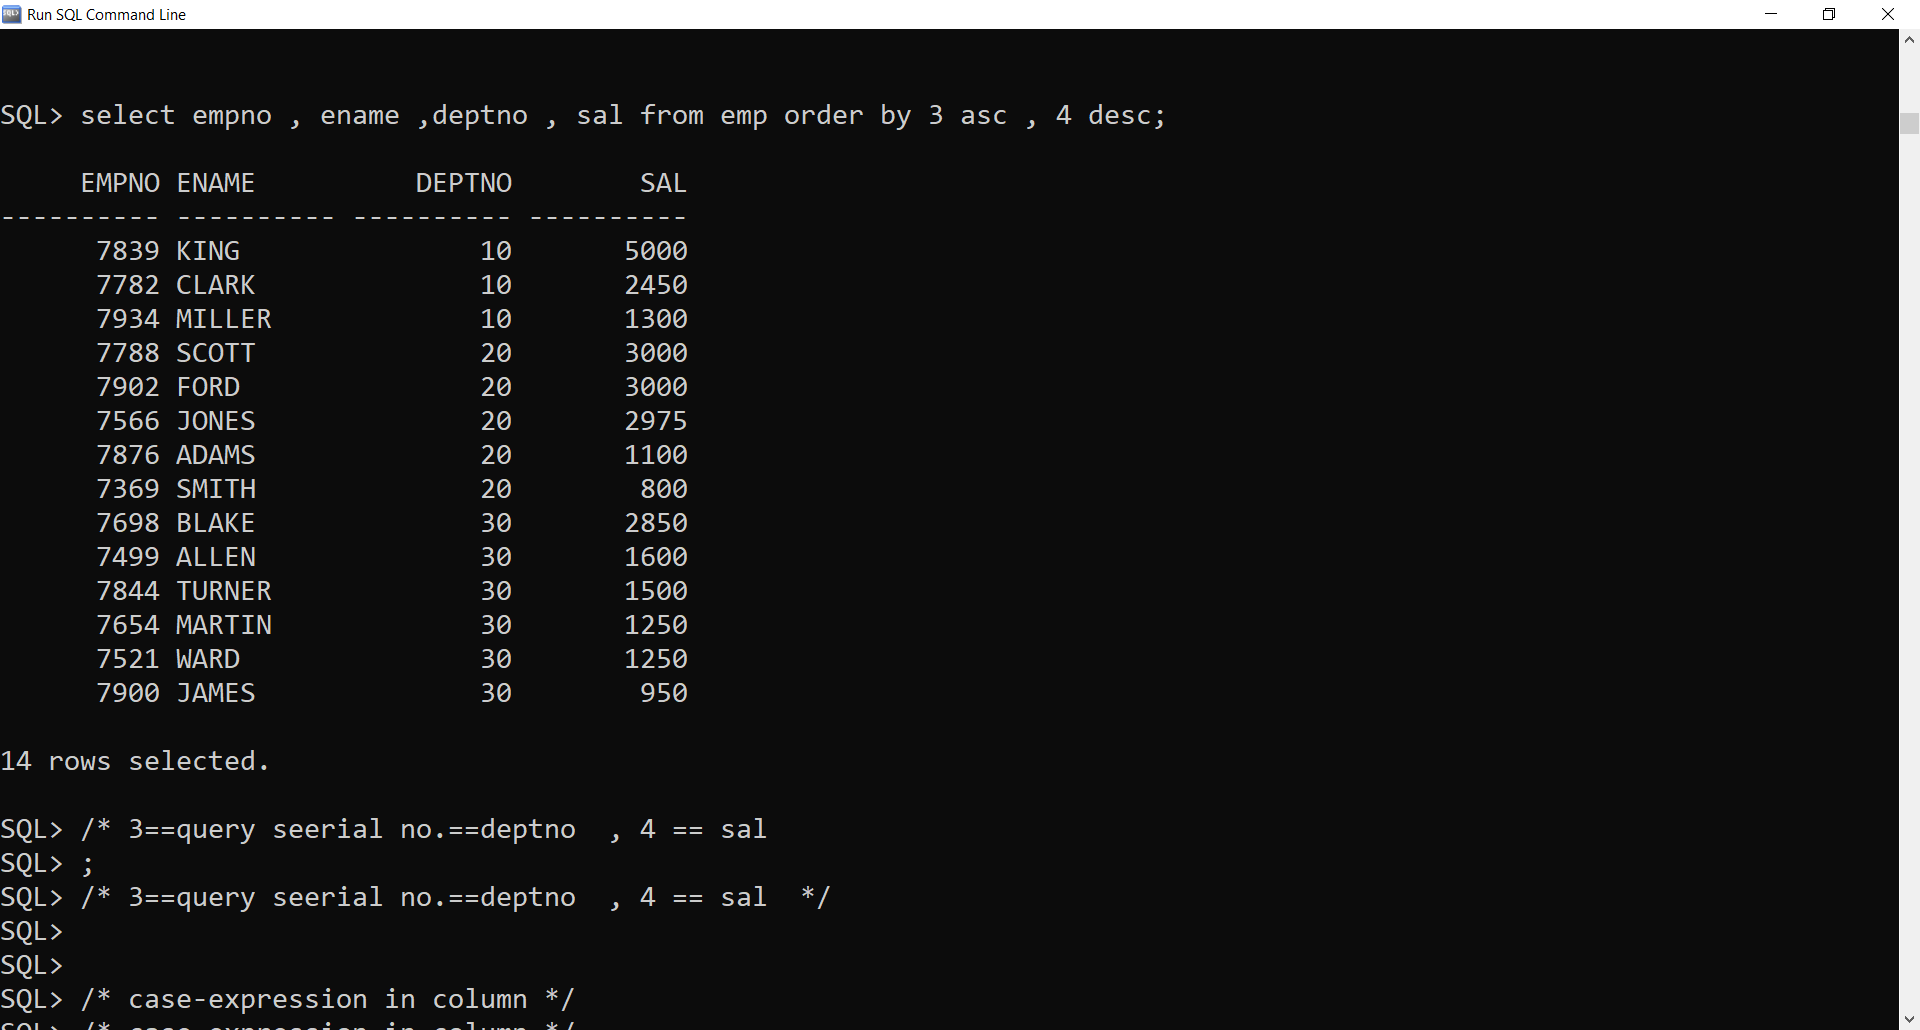 Run SQL Command Line
SQL> select empno , ename ,deptno , sal from emp order by 3 asc , 4 desc;
     EMPNO ENAME          DEPTNO        SAL
---------- ---------- ---------- ----------
      7839 KING               10       5000
      7782 CLARK              10       2450
      7934 MILLER             10       1300
      7788 SCOTT              20       3000
      7902 FORD               20       3000
      7566 JONES              20       2975
      7876 ADAMS              20       1100
      7369 SMITH              20        800
      7698 BLAKE              30       2850
      7499 ALLEN              30       1600
      7844 TURNER             30       1500
      7654 MARTIN             30       1250
      7521 WARD               30       1250
      7900 JAMES              30        950
14 rows selected.
SQL> /* 3==query seerial no.==deptno  , 4 == sal
SQL> ;
SQL> /* 3==query seerial no.==deptno  , 4 == sal  */
SQL>
SQL>
SQL> /* case-expression in column */
SQL> /* case-expression in column */